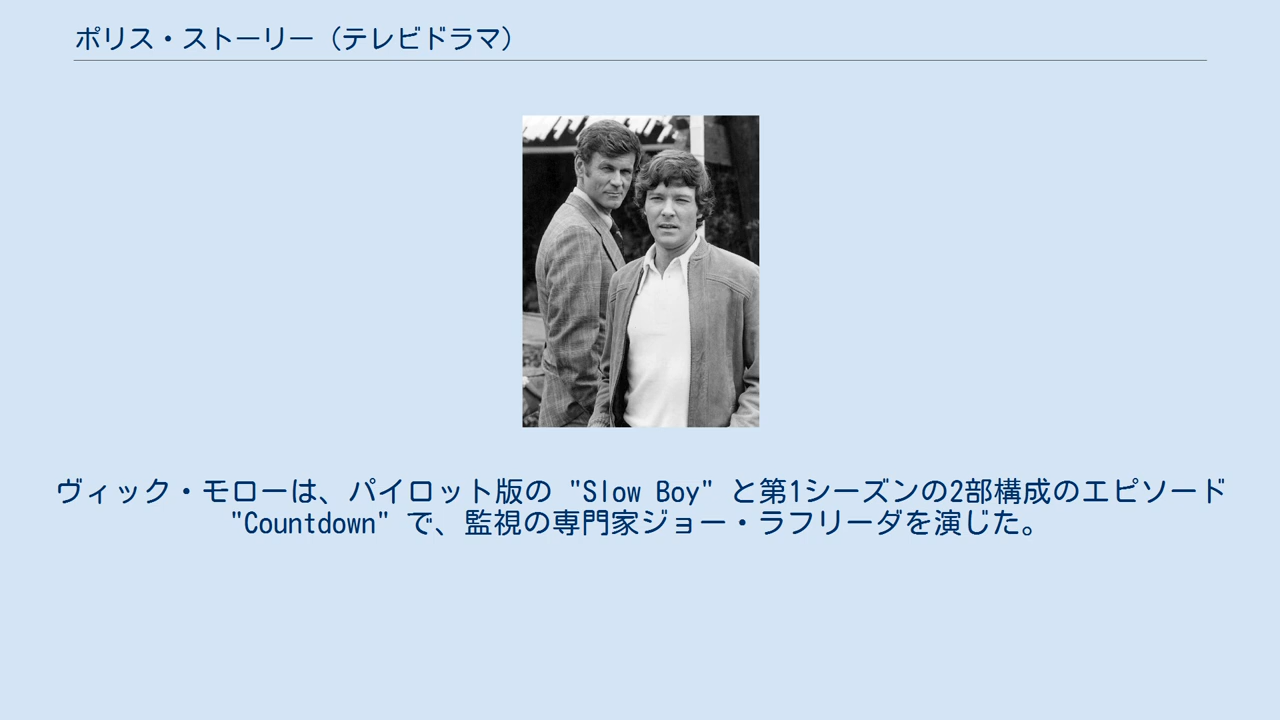 ポリス・ストーリー（テレビドラマ）
ヴィック・モローは、パイロット版の "Slow Boy" と第1シーズンの2部構成のエピソード
"Countdown" で、監視の専門家ジョー・ラフリーダを演じた。